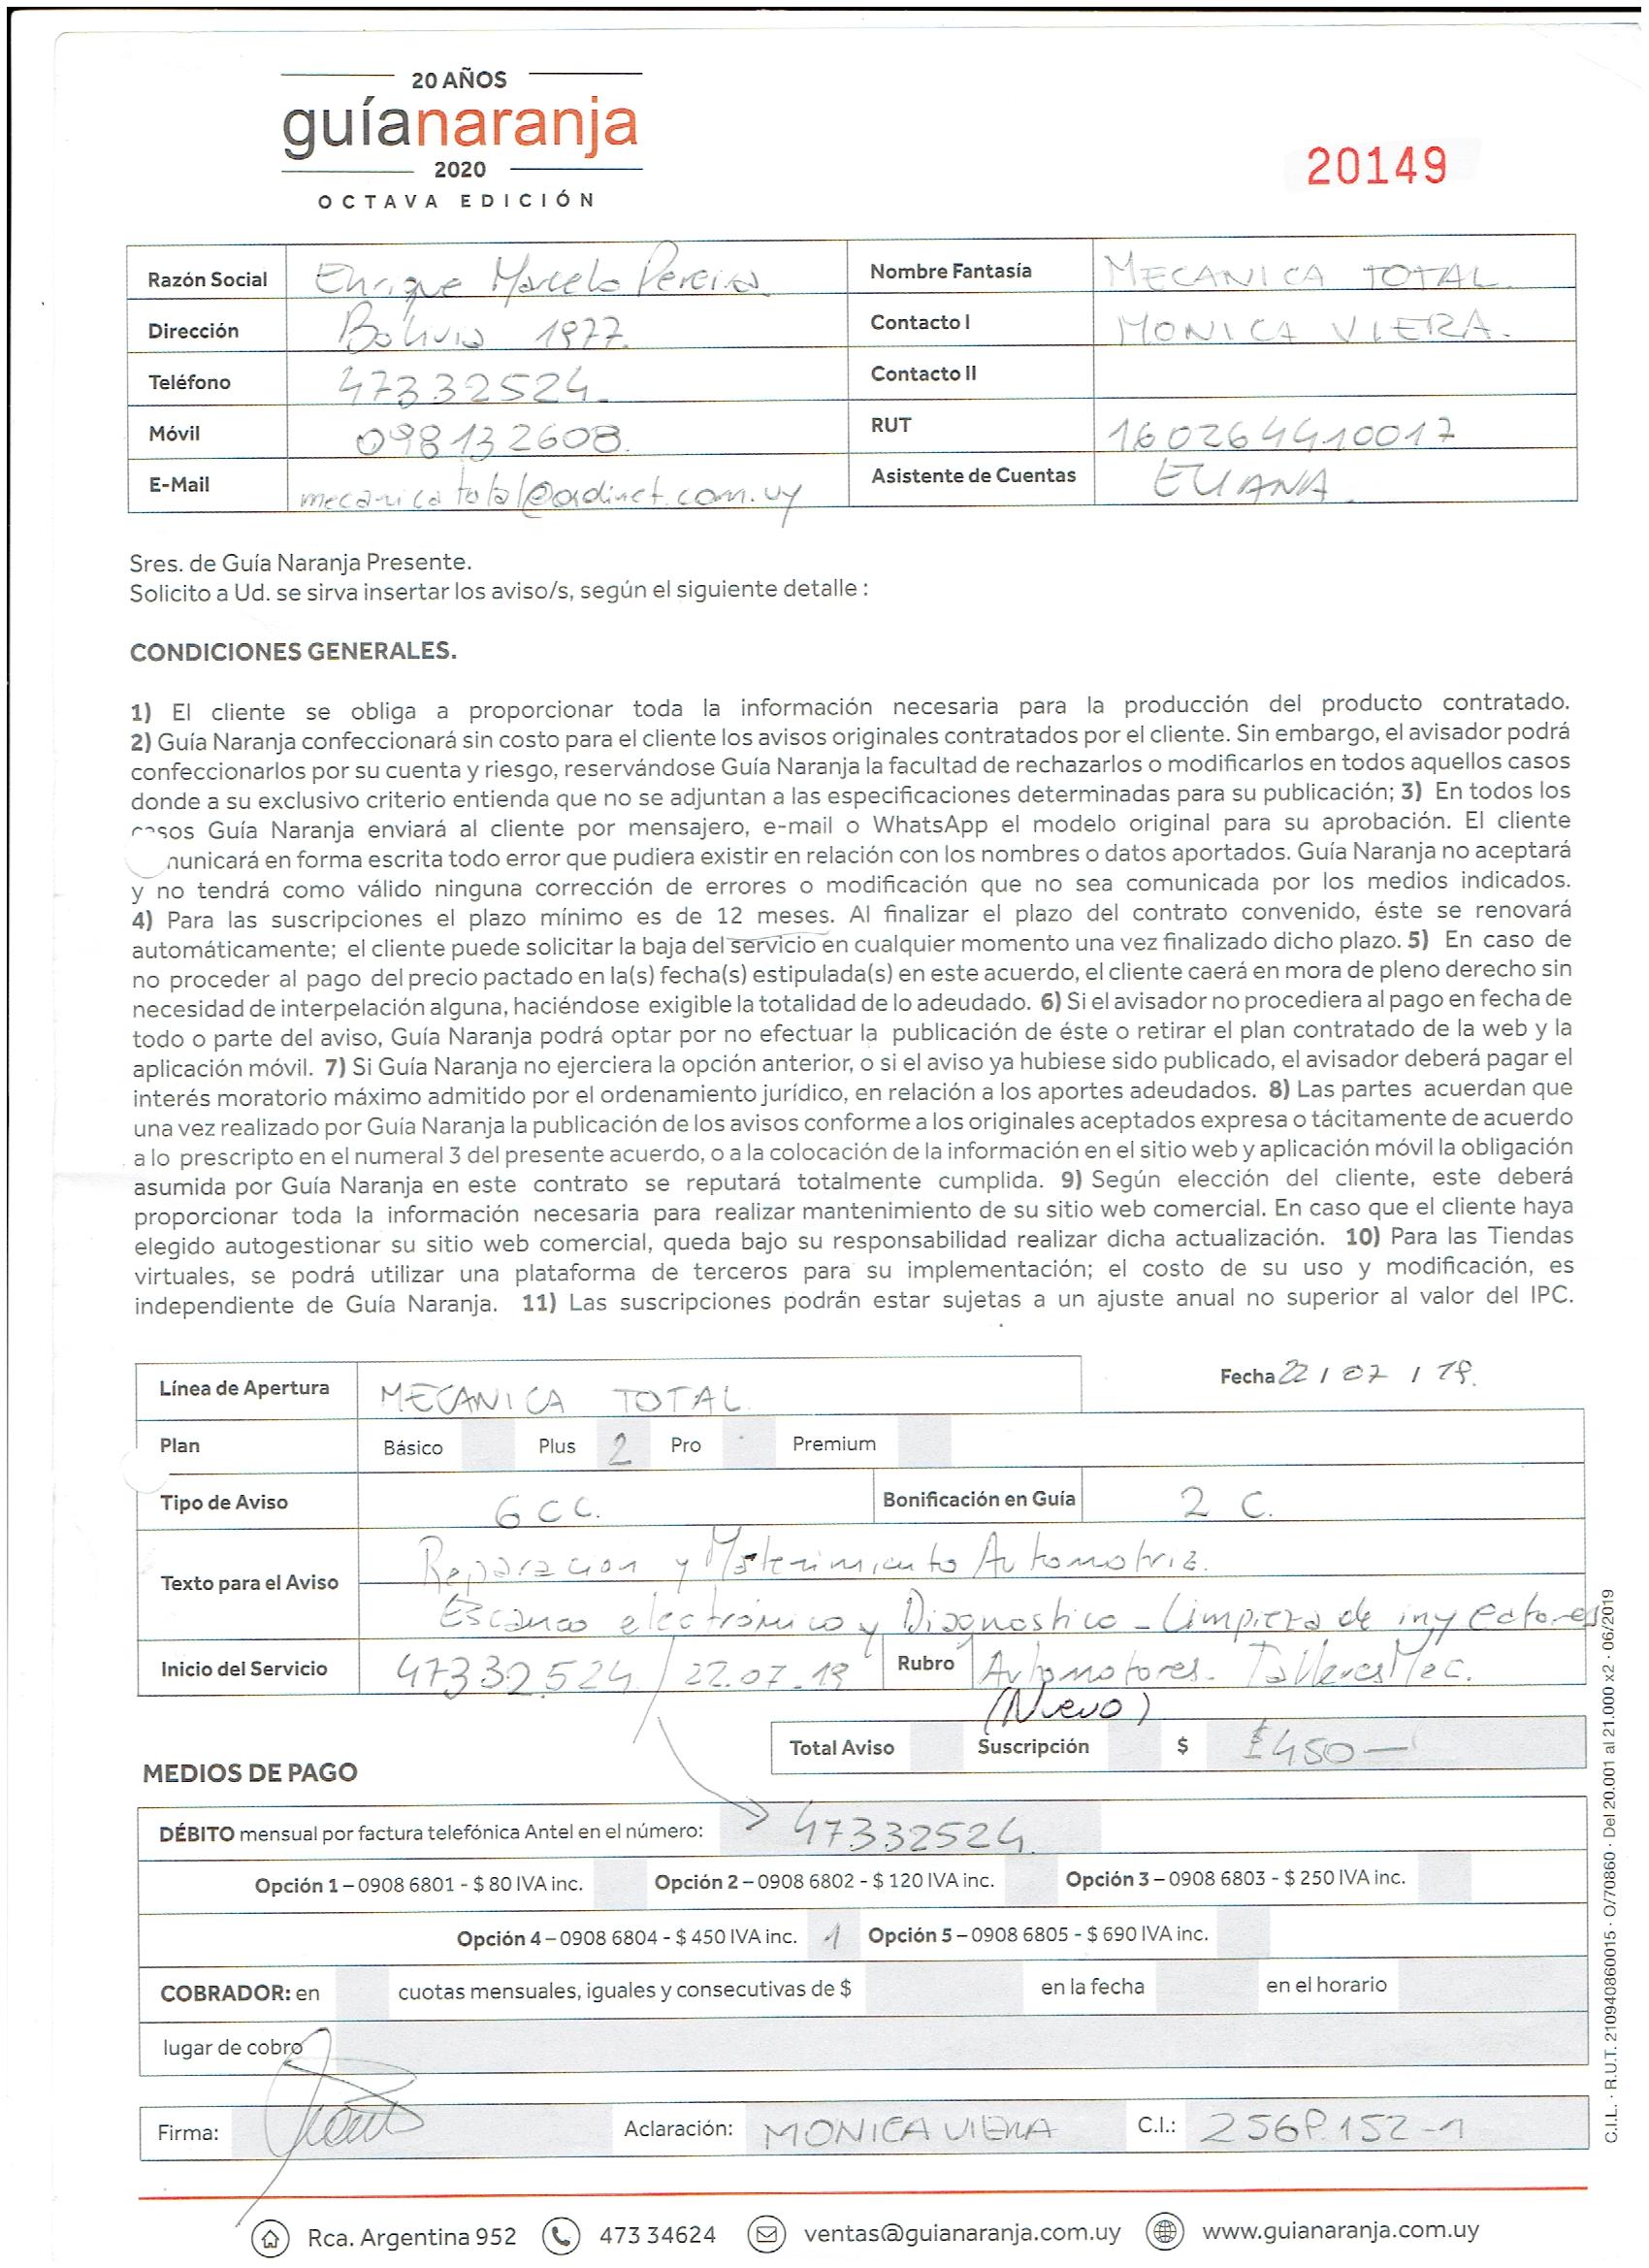 20 AÑOS
guíanaranja
2020
OCTAVA EDICIÓN
20149
Razón Social Enrique Marcelo Pereira Nombre Fantasía MECANICA TOTAL.
Dirección Bolivia 1977. Contacto I MONICA VIERA.
Teléfono 47332524. Contacto II
Móvil 098132608. RUT 160264410017
E-Mail mecanicatotal@adinet.com.uy Asistente de Cuentas ELIANA.
Sres. de Guía Naranja Presente.
Solicito a Ud. se sirva insertar los aviso/s, según el siguiente detalle :
CONDICIONES GENERALES.
1) El cliente se obliga a proporcionar toda la información necesaria para la producción del producto contratado.
2) Guía Naranja confeccionará sin costo para el cliente los avisos originales contratados por el cliente. Sin embargo, el avisador podrá
confeccionarlos por su cuenta y riesgo, reservándose Guía Naranja la facultad de rechazarlos o modificarlos en todos aquellos casos
donde a su exclusivo criterio entienda que no se adjuntan a las especificaciones determinadas para su publicación; 3) En todos los
casos Guía Naranja enviará al cliente por mensajero, e-mail o WhatsApp el modelo original para su aprobación. El cliente
nunicará en forma escrita todo error que pudiera existir en relación con los nombres o datos aportados. Guía Naranja no aceptará
y no tendrá como válido ninguna corrección de errores o modificación que no sea comunicada por los medios indicados.
4) Para las suscripciones el plazo mínimo es de 12 meses. Al finalizar el plazo del contrato convenido, éste se renovará
automáticamente; el cliente puede solicitar la baja del servicio en cualquier momento una vez finalizado dicho plazo. 5) En caso de
no proceder al pago del precio pactado en la(s) fecha(s) estipulada(s) en este acuerdo, el cliente caerá en mora de pleno derecho sin
necesidad de interpelación alguna, haciéndose exigible la totalidad de lo adeudado. 6) Si el avisador no procediera al pago en fecha de
todo o parte del aviso, Guía Naranja podrá optar por no efectuar la publicación de éste o retirar el plan contratado de la web y la
aplicación móvil. 7) Si Guía Naranja no ejerciera la opción anterior, o si el aviso ya hubiese sido publicado, el avisador deberá pagar el
interés moratorio máximo admitido por el ordenamiento jurídico, en relación a los aportes adeudados. 8) Las partes acuerdan que
una vez realizado por Guía Naranja la publicación de los avisos conforme a los originales aceptados expresa o tácitamente de acuerdo
a lo prescripto en el numeral 3 del presente acuerdo, o a la colocación de la información en el sitio web y aplicación móvil la obligación
asumida por Guía Naranja en este contrato se reputará totalmente cumplida. 9) Según elección del cliente, este deberá
proporcionar toda la información necesaria para realizar mantenimiento de su sitio web comercial. En caso que el cliente haya
elegido autogestionar su sitio web comercial, queda bajo su responsabilidad realizar dicha actualización. 10) Para las Tiendas
virtuales, se podrá utilizar una plataforma de terceros para su implementación; el costo de su uso y modificación, es
independiente de Guía Naranja. 11) Las suscripciones podrán estar sujetas a un ajuste anual no superior al valor del IPC.
Fecha 22 / 07 / 19.
Línea de Apertura MECANICA TOTAL.
Plan Básico Plus 2 Pro Premium
Tipo de Aviso 6 CC. Bonificación en Guía 2 C.
Texto para el Aviso Reparacion y Matenimiento Automotriz.
Escaneo electrónico y Diagnostico - Limpieza de inyectores
Inicio del Servicio 47332524 / 22.07.19 Rubro Automotores - Talleres Mec.
(Nuevo)
Total Aviso Suscripción $ $450 —
MEDIOS DE PAGO
DÉBITO mensual por factura telefónica Antel en el número: 47332524.
Opción 1 – 0908 6801 - $ 80 IVA inc. Opción 2 – 0908 6802 - $ 120 IVA inc. Opción 3 – 0908 6803 - $ 250 IVA inc.
Opción 4 – 0908 6804 - $ 450 IVA inc. 1 Opción 5 – 0908 6805 - $ 690 IVA inc.
COBRADOR: en cuotas mensuales, iguales y consecutivas de $ en la fecha en el horario
lugar de cobro
Firma: Aclaración: MONICA VIERA C.I.:
Rca. Argentina 952 473 34624 ventas@guianaranja.com.uy www.guianaranja.com.uy
C.I.L. · R.U.T. 210940860015 · O/70860 · Del 20.001 al 21.000 x2 · 06/2019